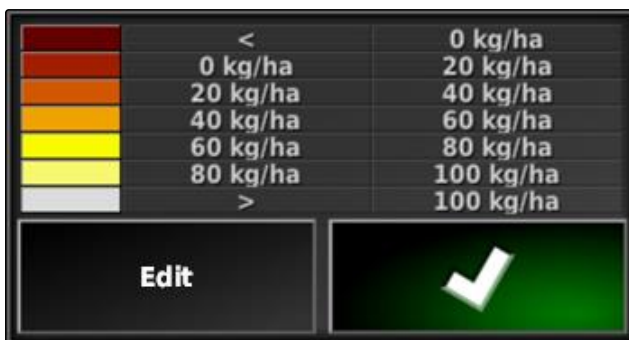 < 0 kg/ha
0 kg/ha 20 kg/ha
20 kg/ha 40 kg/ha
40 kg/ha 60 kg/ha
60 kg/ha 80 kg/ha
80 kg/ha 100 kg/ha
> 100 kg/ha
Edit